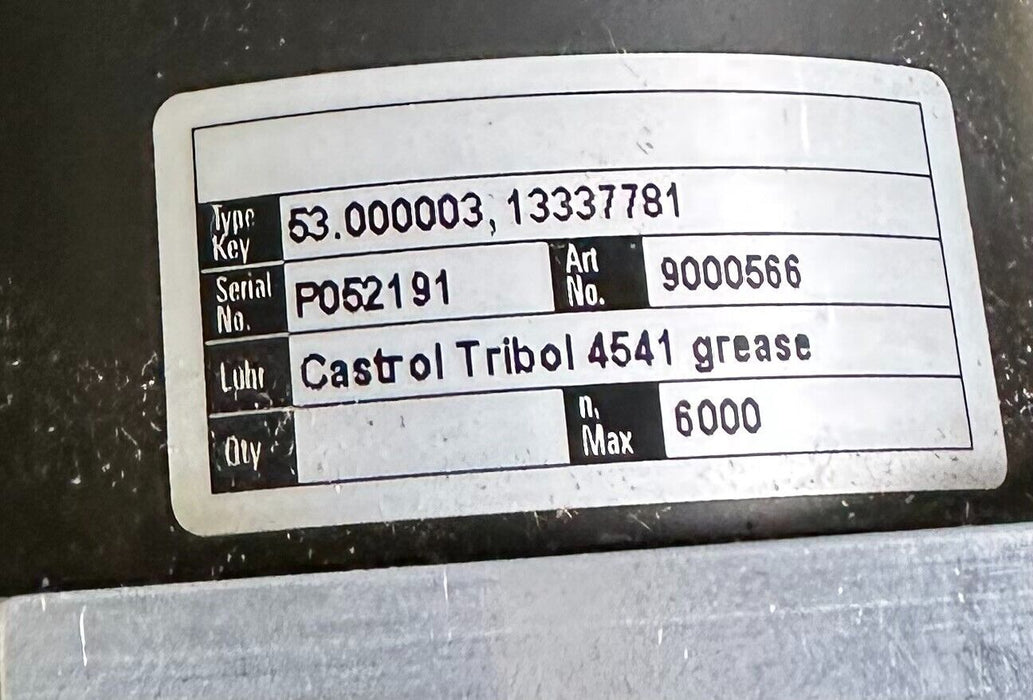 Type Key 53.000003, 13337781
Serial No. P052191 Art No. 9000566
Lubr Castrol Tribol 4541 grease
Qty n, Max 6000